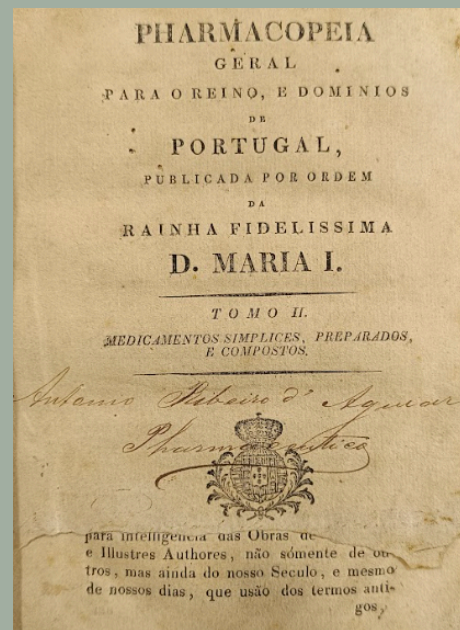 PHARMACOPEIA
GERAL
PARA O REINO, E DOMINIOS
DE
PORTUGAL,
PUBLICADA POR ORDEM
DA
RAINHA FIDELISSIMA
D. MARIA I.
TOMO II.
MEDICAMENTOS SIMPLICES, PREPARADOS,
E COMPOSTOS.
Antonio Ribeiro d' Aguiar
Pharmaceutico
para intelligencia das Obras de
e Illustres Authores, não sómente de ou-
tros, mas ainda do nosso Seculo, e mesmo
de nossos dias, que usão dos termos anti-
gos,